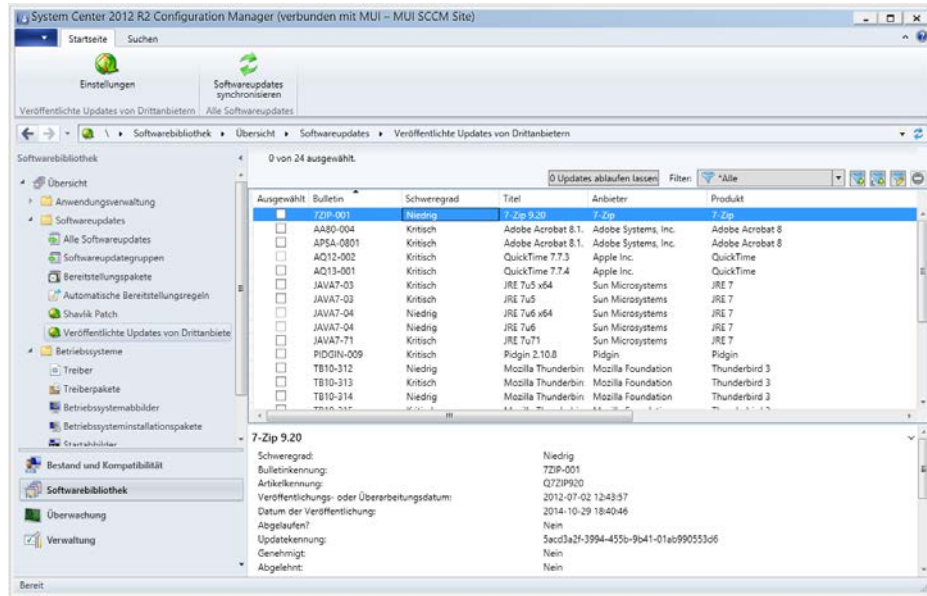 System Center 2012 R2 Configuration Manager (verbunden mit MUI – MUI SCCM Site)
Startseite Suchen
Einstellungen
Softwareupdates synchronisieren
Veröffentlichte Updates von Drittanbietern Alle Softwareupdates
\ Softwarebibliothek Übersicht Softwareupdates Veröffentlichte Updates von Drittanbietern
Softwarebibliothek
Übersicht
Anwendungsverwaltung
Softwareupdates
Alle Softwareupdates
Softwareupdategruppen
Bereitstellungspakete
Automatische Bereitstellungsregeln
Shavlik Patch
Veröffentlichte Updates von Drittanbiete
Betriebssysteme
Treiber
Treiberpakete
Betriebssystemabbilder
Betriebssysteminstallationspakete
Startabbilder
Bestand und Kompatibilität
Softwarebibliothek
Überwachung
Verwaltung
0 von 24 ausgewählt.
0 Updates ablaufen lassen Filter: *Alle
Ausgewählt Bulletin Schweregrad Titel Anbieter Produkt
7ZIP-001 Niedrig 7-Zip 9.20 7-Zip 7-Zip
AA80-004 Kritisch Adobe Acrobat 8.1. Adobe Systems, Inc. Adobe Acrobat 8
APSA-0801 Kritisch Adobe Acrobat 8.1. Adobe Systems, Inc. Adobe Acrobat 8
AQ12-002 Kritisch QuickTime 7.7.3 Apple Inc. QuickTime
AQ13-001 Kritisch QuickTime 7.7.4 Apple Inc. QuickTime
JAVA7-03 Kritisch JRE 7u5 x64 Sun Microsystems JRE 7
JAVA7-03 Kritisch JRE 7u5 Sun Microsystems JRE 7
JAVA7-04 Niedrig JRE 7u6 x64 Sun Microsystems JRE 7
JAVA7-04 Niedrig JRE 7u6 Sun Microsystems JRE 7
JAVA7-71 Kritisch JRE 7u71 Sun Microsystems JRE 7
PIDGIN-009 Kritisch Pidgin 2.10.8 Pidgin Pidgin
TB10-312 Niedrig Mozilla Thunderbin Mozilla Foundation Thunderbird 3
TB10-313 Kritisch Mozilla Thunderbin Mozilla Foundation Thunderbird 3
TB10-314 Niedrig Mozilla Thunderbin Mozilla Foundation Thunderbird 3
TB10-315 Kritisch Mozilla Thunderbin Mozilla Foundation Thunderbird 3
7-Zip 9.20
Schweregrad: Niedrig
Bulletinkennung: 7ZIP-001
Artikelkennung: Q7ZIP920
Veröffentlichungs- oder Überarbeitungsdatum: 2012-07-02 12:43:57
Datum der Veröffentlichung: 2014-10-29 18:40:46
Abgelaufen? Nein
Updatekennung: 5acd3a2f-3994-455b-9b41-01ab990553d6
Genehmigt: Nein
Abgelehnt: Nein
Bereit